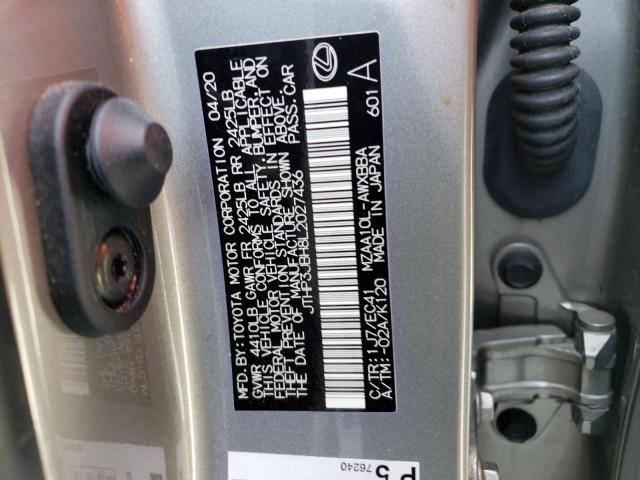 MFD.BY:TOYOTA MOTOR CORPORATION 04/20
GVWR 4410LB GAWR FR 2425LB RR 2425LB
THIS VEHICLE CONFORMS TO ALL APPLICABLE
FEDERAL MOTOR VEHICLE SAFETY, BUMPER, AND
THEFT PREVENTION STANDARDS IN EFFECT ON
THE DATE OF MANUFACTURE SHOWN ABOVE.
JTHP3JBH8L2027436 PASS.CAR
C/TR:1J7/EC41 MZAA10L-AWXBBA
A/TM:-02A/K120 MADE IN JAPAN 601 A
P 5
76240